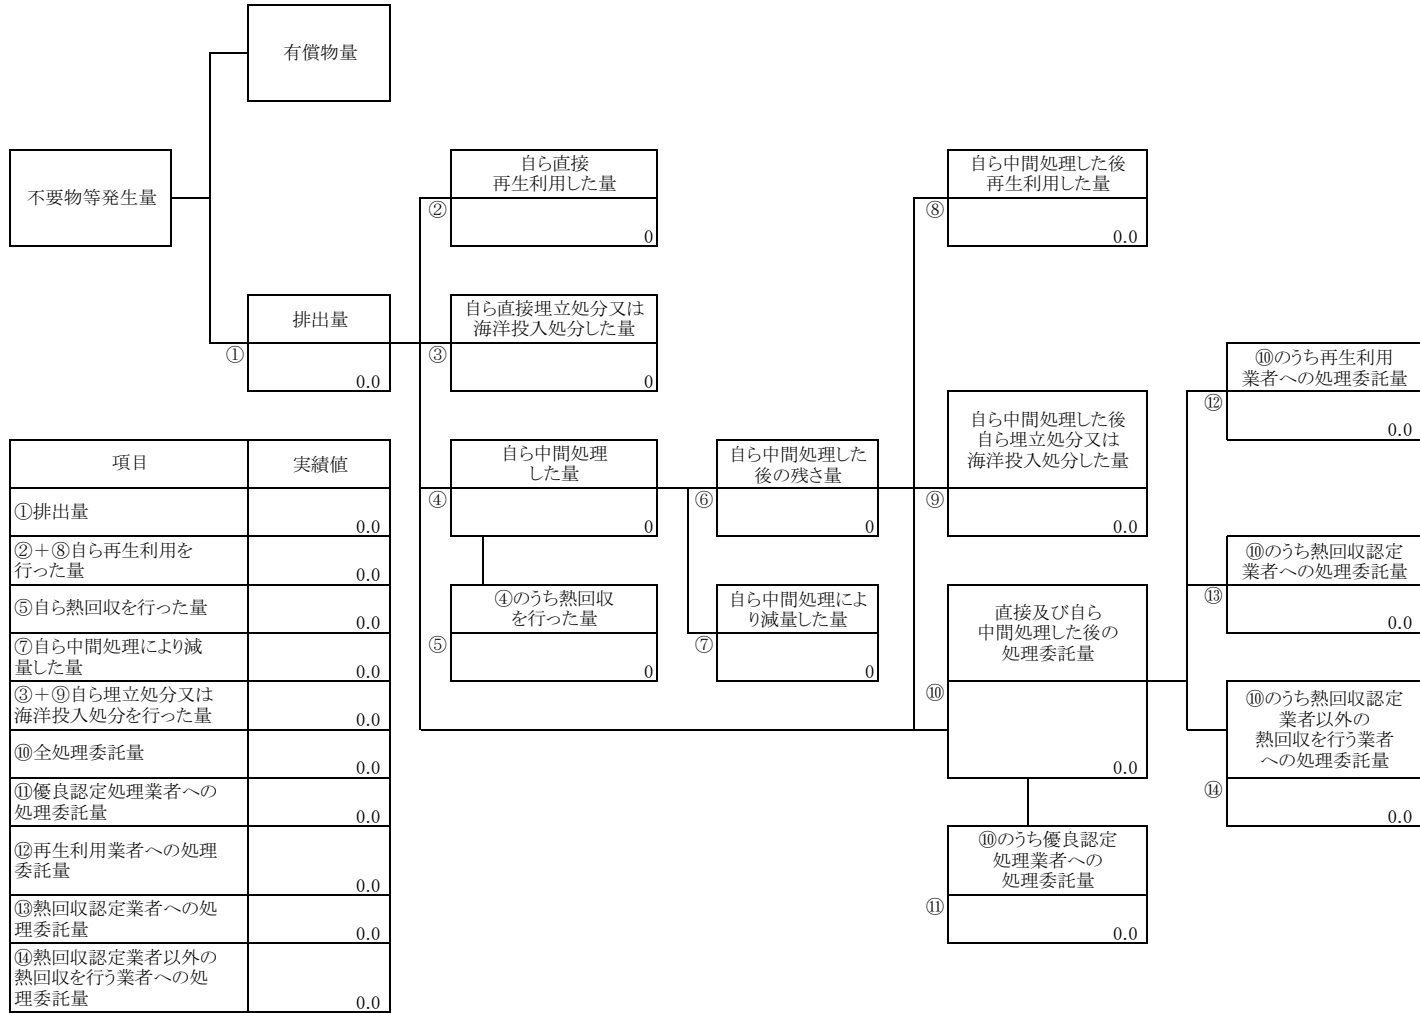 有償物量
不要物等発生量
自ら直接
再生利用した量
②
0
自ら中間処理した後
再生利用した量
⑧
0.0
排出量
①
0.0
自ら直接埋立処分又は
海洋投入処分した量
③
0
⑩のうち再生利用
業者への処理委託量
⑫
0.0
自ら中間処理
した量
④
0
自ら中間処理した
後の残さ量
⑥
0
自ら中間処理した後
自ら埋立処分又は
海洋投入処分した量
⑨
0.0
⑩のうち熱回収認定
業者への処理委託量
⑬
0.0
④のうち熱回収
を行った量
⑤
0
自ら中間処理によ
り減量した量
⑦
0
直接及び自ら
中間処理した後の
処理委託量
⑩
0.0
⑩のうち熱回収認定
業者以外の
熱回収を行う業者
への処理委託量
⑭
0.0
⑩のうち優良認定
処理業者への
処理委託量
⑪
0.0
項目 実績値
①排出量
0.0
②＋⑧自ら再生利用を
行った量
0.0
⑤自ら熱回収を行った量
0.0
⑦自ら中間処理により減
量した量
0.0
③＋⑨自ら埋立処分又は
海洋投入処分を行った量
0.0
⑩全処理委託量
0.0
⑪優良認定処理業者への
処理委託量
0.0
⑫再生利用業者への処理
委託量
0.0
⑬熱回収認定業者への処
理委託量
0.0
⑭熱回収認定業者以外の
熱回収を行う業者への処
理委託量
0.0